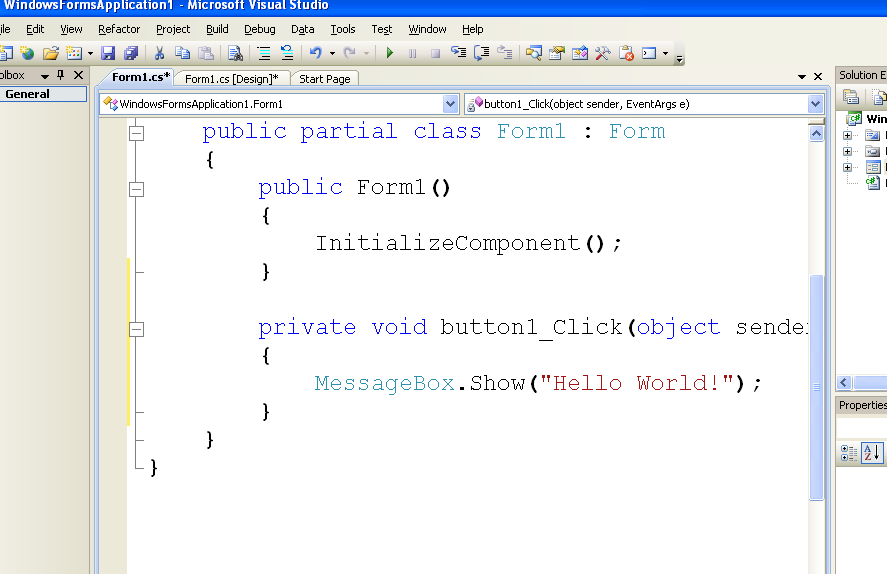 WindowsFormsApplication1 - Microsoft Visual Studio
ile Edit View Refactor Project Build Debug Data Tools Test Window Help
olbox
General
Form1.cs* Form1.cs [Design]* Start Page
WindowsFormsApplication1.Form1 button1_Click(object sender, EventArgs e)
public partial class Form1 : Form
{
public Form1()
{
InitializeComponent();
}
private void button1_Click(object sender
{
MessageBox.Show("Hello World!");
}
}
}
Solution E
Win
Properties